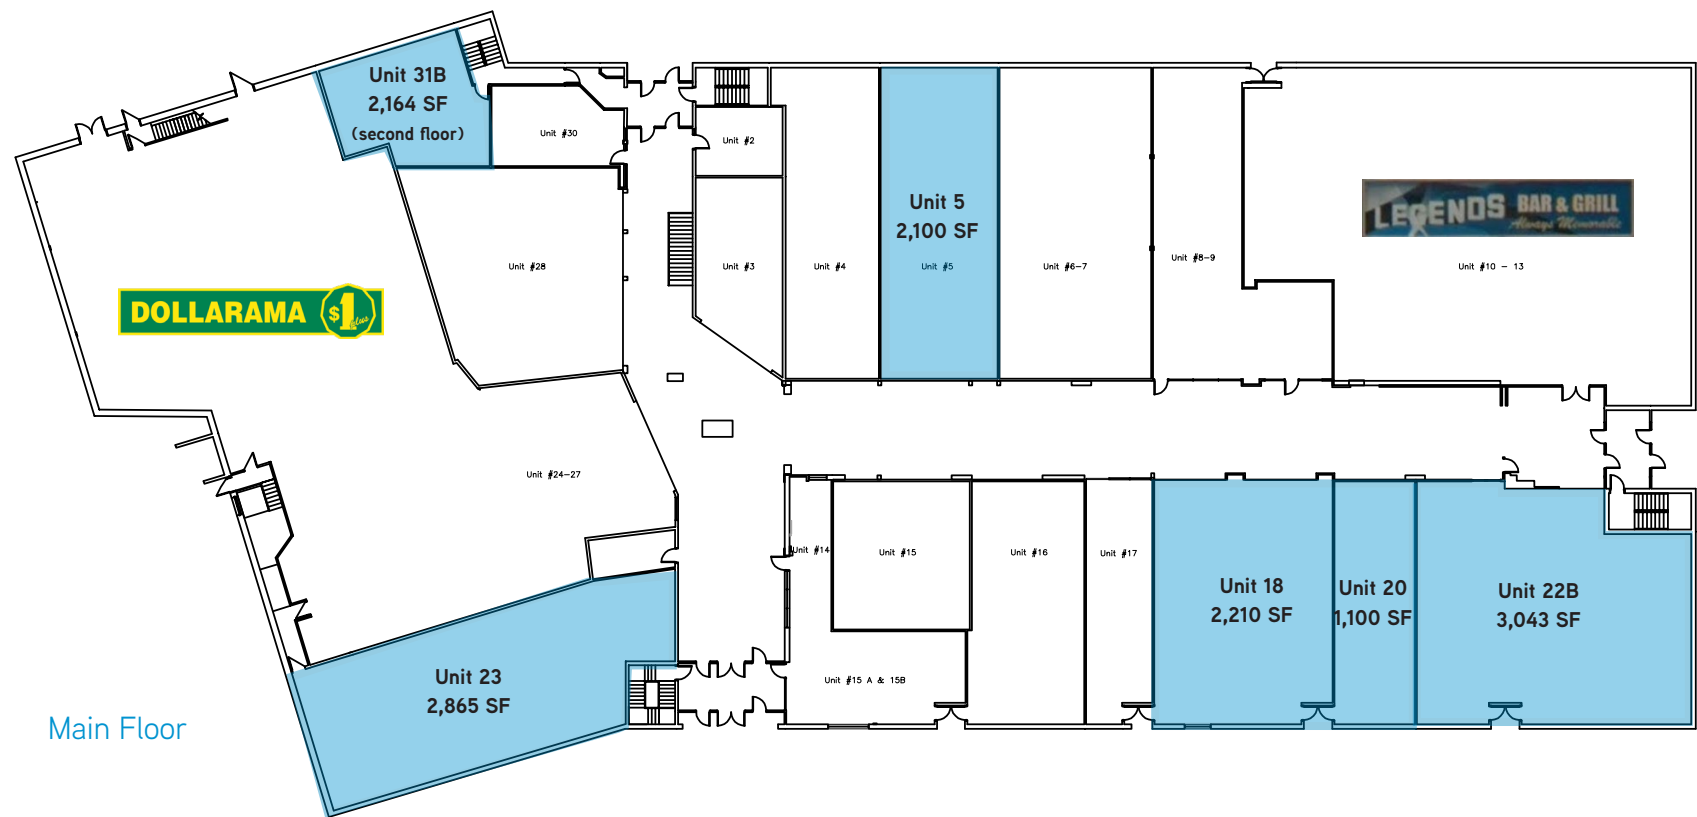 Unit 31B
2,164 SF
(second floor)
Unit #30
Unit #2
Unit 5
2,100 SF
LEGENDS BAR & GRILL
Always Memorable
Unit #28
Unit #3
Unit #4
Unit #5
Unit #6-7
Unit #8-9
Unit #10 - 13
DOLLARAMA $1 plus
Unit #24-27
Unit #14
Unit #15
Unit #16
Unit #17
Unit 18
2,210 SF
Unit 20
1,100 SF
Unit 22B
3,043 SF
Unit 23
2,865 SF
Unit #15 A & 15B
Main Floor